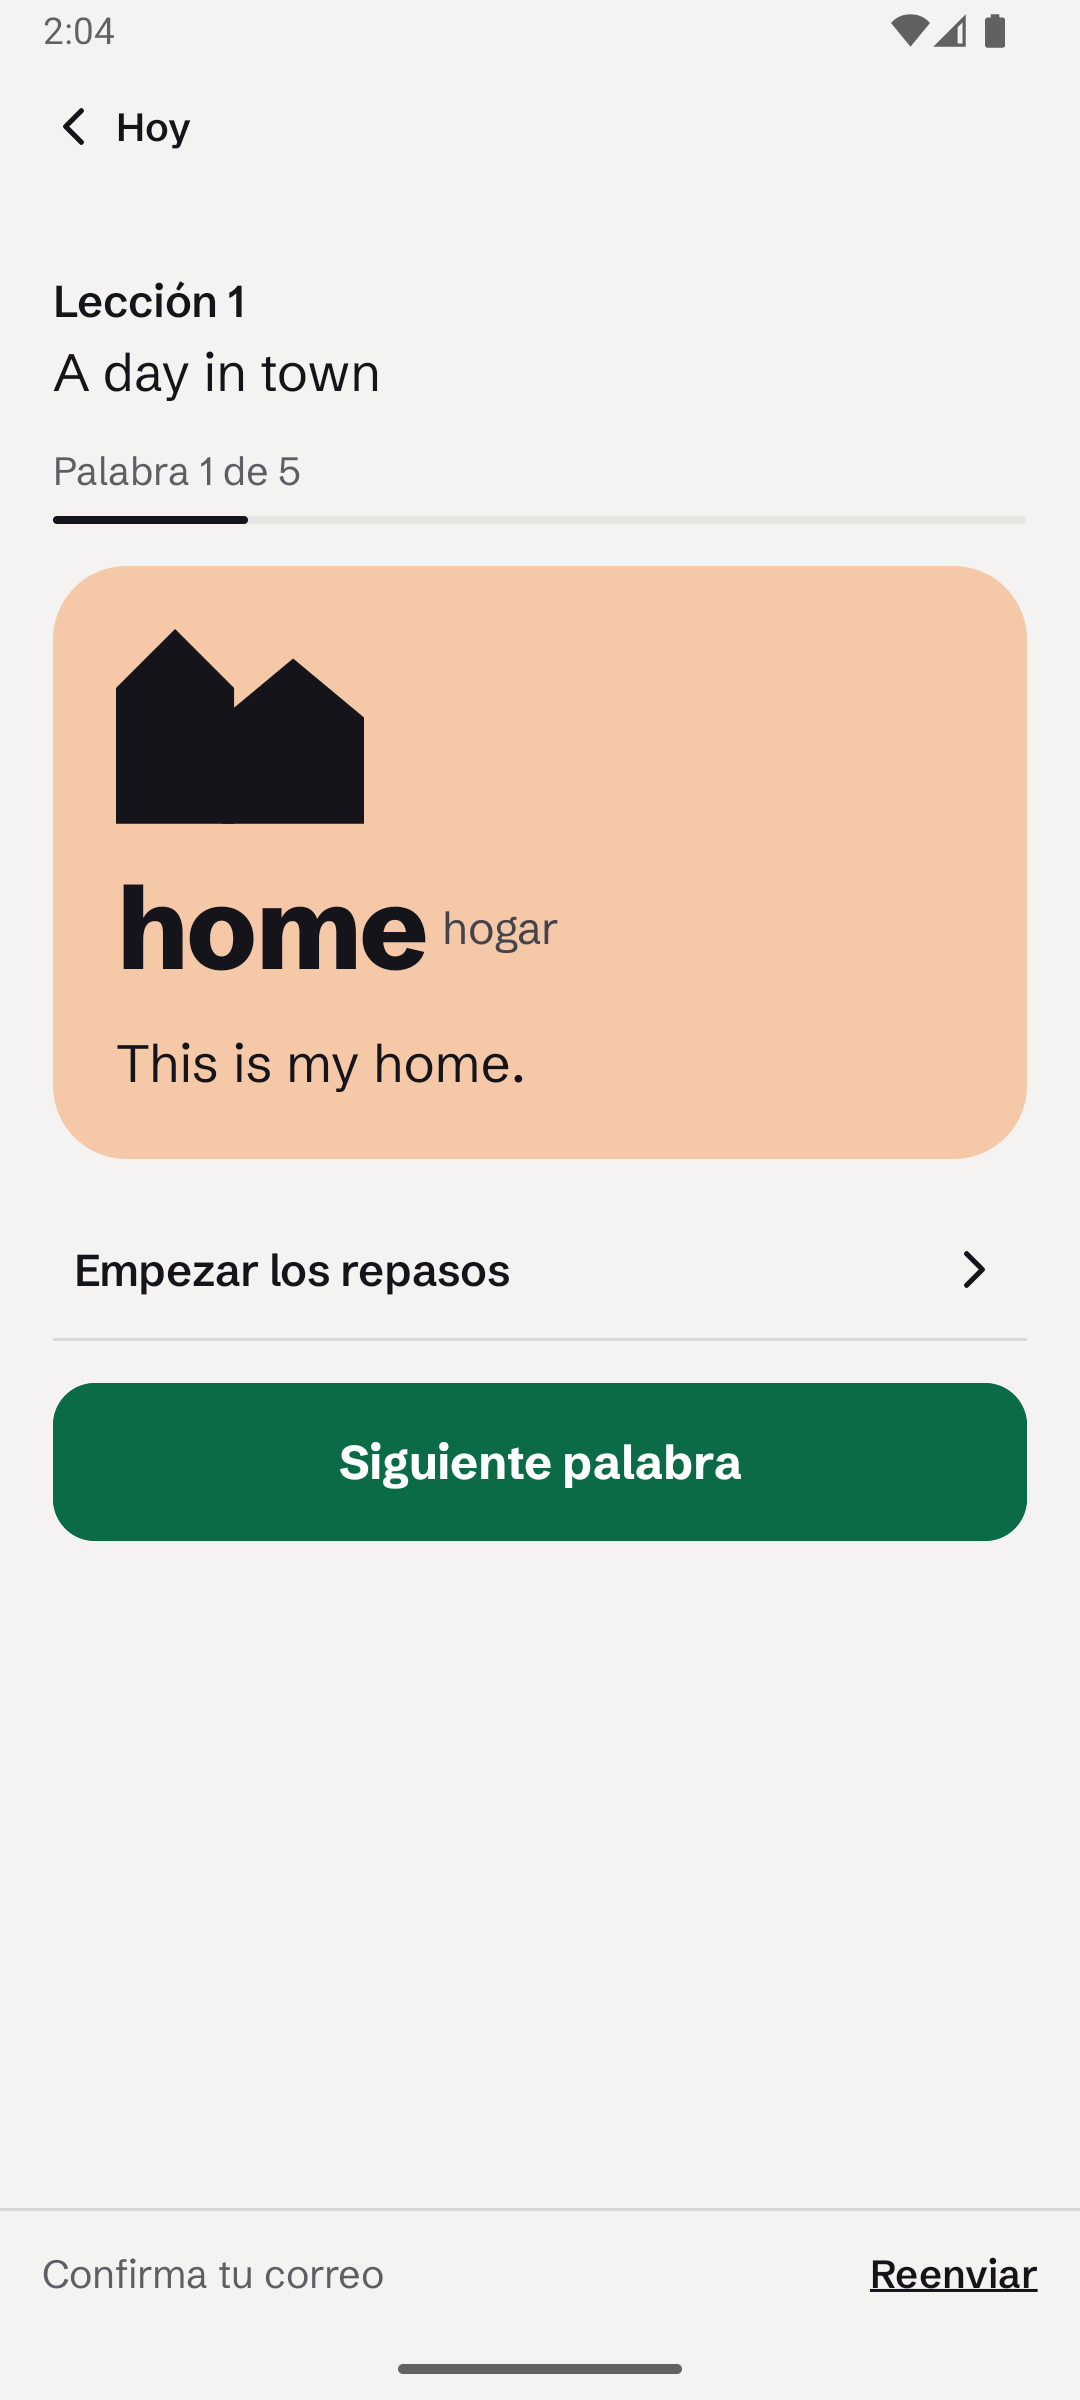 2:04
Hoy
Lección 1
A day in town
Palabra 1 de 5
home hogar
This is my home.
Empezar los repasos
Siguiente palabra
Confirma tu correo Reenviar